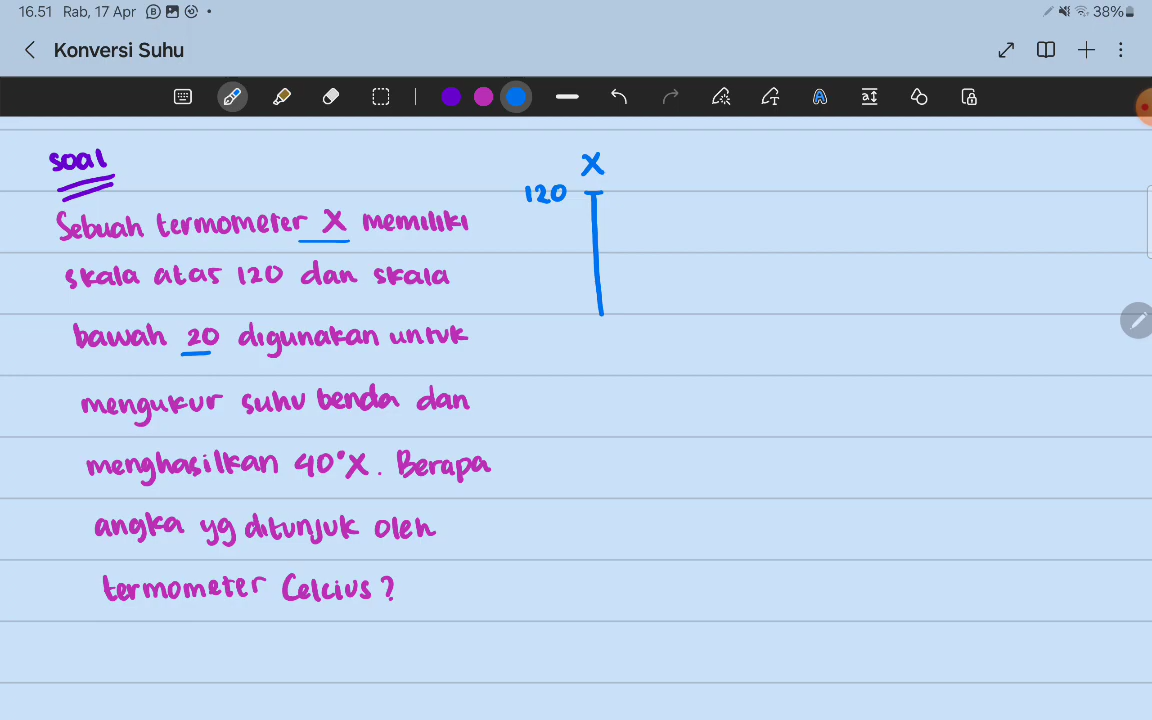 16.51 Rab, 17 Apr
38%
Konversi Suhu
soal
Sebuah termometer X memiliki
skala atas 120 dan skala
bawah 20 digunakan untuk
mengukur suhu benda dan
menghasilkan 40°X. Berapa
angka yg ditunjuk oleh
termometer Celcius?
X
120